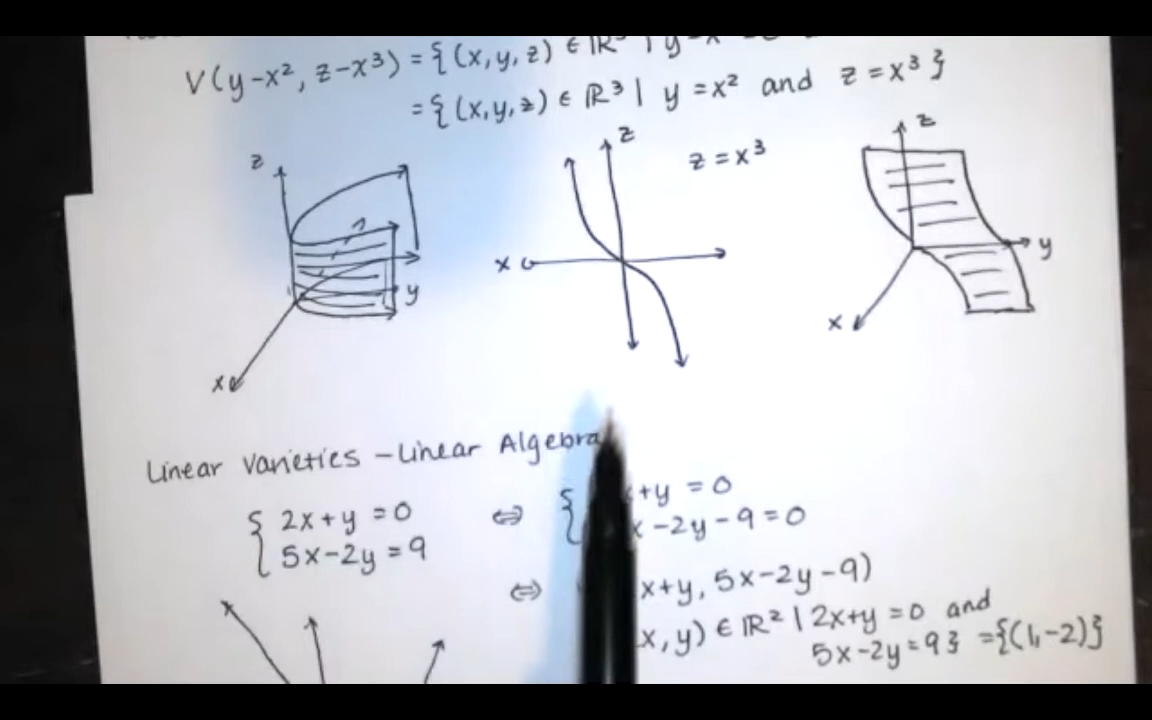 V(y-x², z-x³) = {(x,y,z) ∈ ℝ³ | y-x²
= {(x,y,z) ∈ ℝ³ | y = x² and z = x³}
z
y
x
z
z = x³
x
z
y
x
Linear Varieties - Linear Algebra
{ 2x+y = 0 ⇔ { +y = 0
5x-2y = 9 x-2y-9 = 0
⇔ x+y, 5x-2y-9)
x,y) ∈ ℝ² | 2x+y = 0 and
5x-2y = 9} = {(1,-2)}